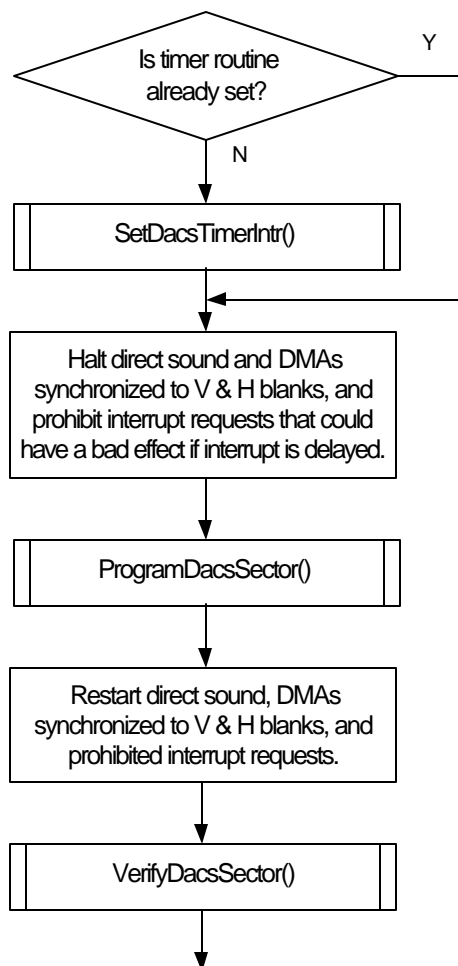 Is timer routine
already set?
Y
N
SetDacsTimerIntr()
Halt direct sound and DMAs
synchronized to V & H blanks, and
prohibit interrupt requests that could
have a bad effect if interrupt is delayed.
ProgramDacsSector()
Restart direct sound, DMAs
synchronized to V & H blanks, and
prohibited interrupt requests.
VerifyDacsSector()